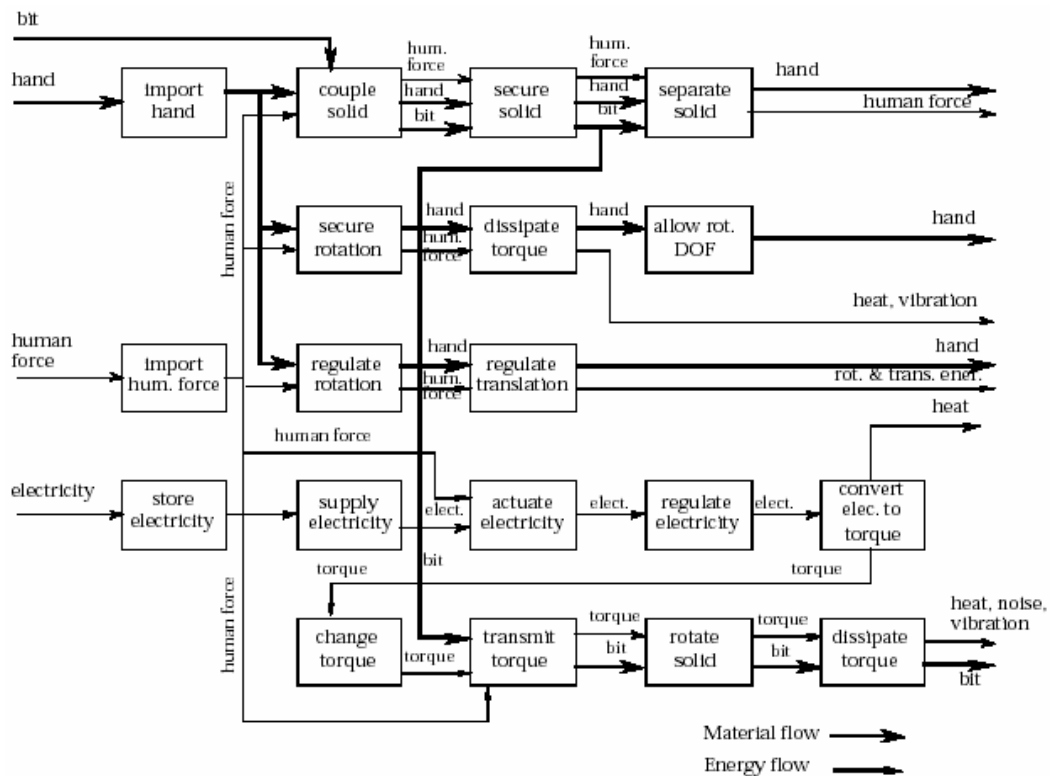 bit
hand
import
hand
couple
solid
hum.
force
hand
bit
secure
solid
hum.
force
hand
bit
separate
solid
hand
human force
human force
secure
rotation
hand
hum.
force
dissipate
torque
hand
allow rot.
DOF
hand
heat, vibration
human
force
import
hum. force
regulate
rotation
hand
hum.
force
regulate
translation
hand
rot. & trans. ener.
heat
human force
electricity
store
electricity
supply
electricity
elect.
actuate
electricity
elect.
regulate
electricity
elect.
convert
elec. to
torque
bit
torque
torque
human force
change
torque
torque
transmit
torque
torque
bit
rotate
solid
torque
bit
dissipate
torque
heat, noise,
vibration
bit
Material flow
Energy flow